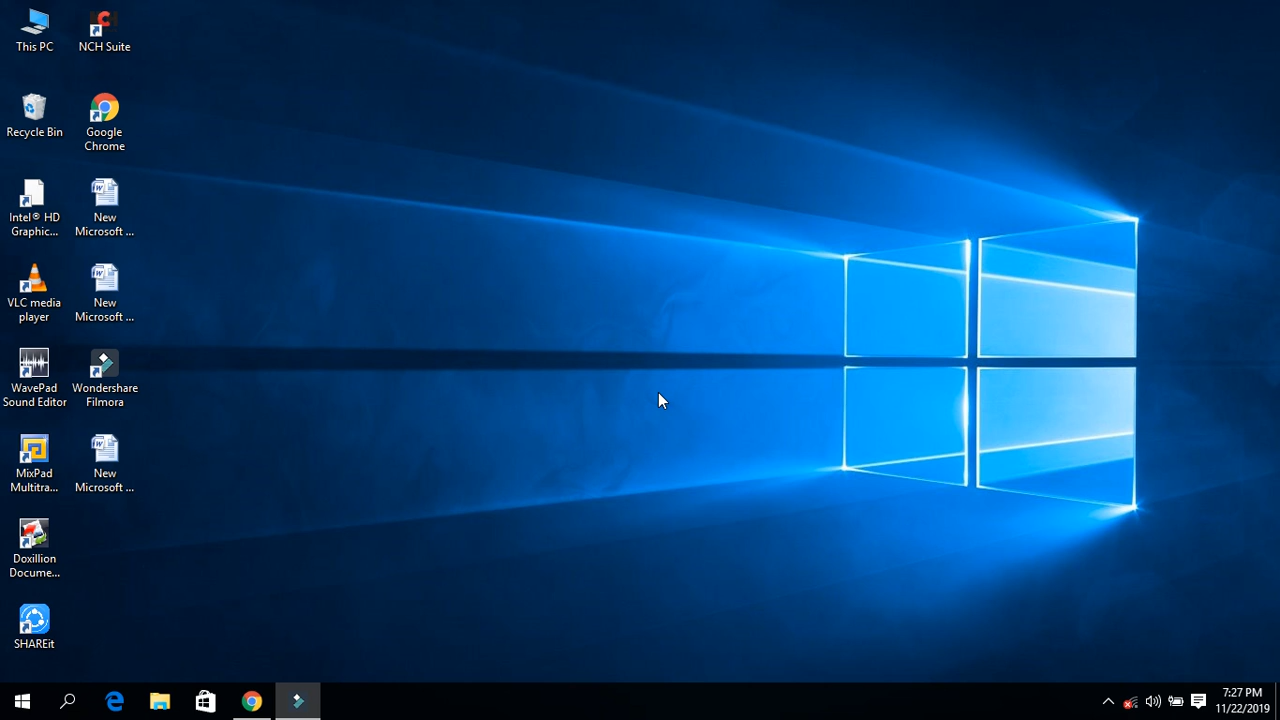 This PC
NCH Suite
Recycle Bin
Google
Chrome
Intel® HD
Graphic...
New
Microsoft ...
VLC media
player
New
Microsoft ...
WavePad
Sound Editor
Wondershare
Filmora
MixPad
Multitra...
New
Microsoft ...
Doxillion
Docume...
SHAREit
7:27 PM
11/22/2019